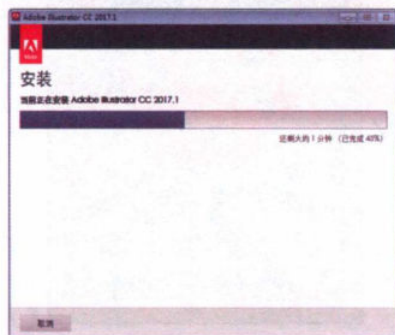 Adobe Illustrator CC 2017.1
Adobe
安装
当前正在安装 Adobe Illustrator CC 2017.1
还剩大约 1 分钟 (已完成 43%)
取消